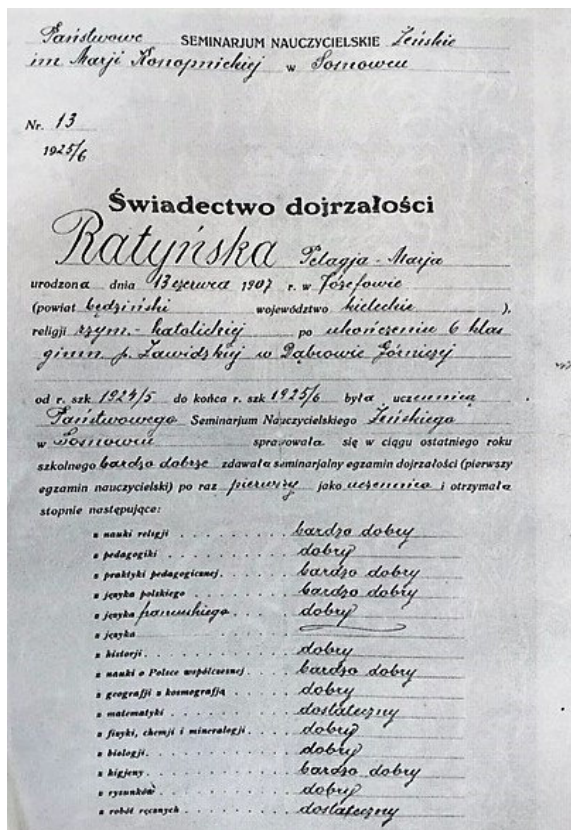 Państwowe SEMINARJUM NAUCZYCIELSKIE Żeńskie
im Marji Konopnickiej w Sosnowcu
Nr. 13
1925/6
Świadectwo dojrzałości
Ratyńska Pelagja-Marja
urodzona dnia 13 czerwca 1907 r. w Józefowie
(powiat będziński województwo kieleckie ),
religji rzym.-katolickiej po ukończeniu 6 klas
gimn. p. Zawidzkiej w Dąbrowie Górniczej
od r. szk 1924/5 do końca r. szk 1925/6 była uczennicą
Państwowego Seminarjum Nauczycielskiego Żeńskiego
w Sosnowcu sprawowała się w ciągu ostatniego roku
szkolnego bardzo dobrze zdawała seminarjalny egzamin dojrzałości (pierwszy
egzamin nauczycielski) po raz pierwszy jako uczennica i otrzymała
stopnie następujące:
z nauki religji . . . . . . bardzo dobry
z pedagogiki . . . . . . dobry
z praktyki pedagogicznej . . . . . . bardzo dobry
z języka polskiego . . . . . . bardzo dobry
z języka francuskiego . . . dobry
z języka . . . . . .
z historji . . . . . . dobry
z nauki o Polsce współczesnej . . . . . . bardzo dobry
z geografji z kosmografją . . . . . . dobry
z matematyki . . . . . . dostateczny
z fizyki, chemji i mineralogji . . . . . . dobry
z biologji . . . . . . dobry
z higjeny . . . . . . bardzo dobry
z rysunków . . . . . . dobry
z robót ręcznych . . . . . . dostateczny